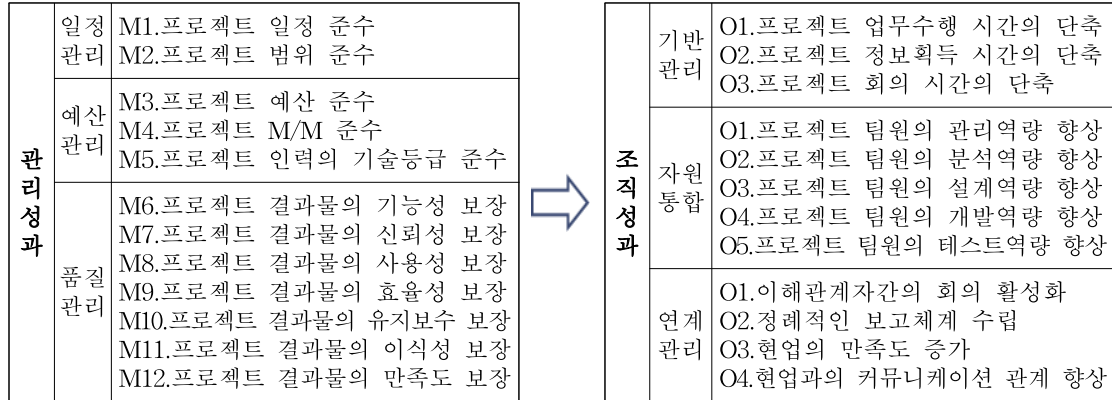 관리성과
일정관리
M1.프로젝트 일정 준수
M2.프로젝트 범위 준수
예산관리
M3.프로젝트 예산 준수
M4.프로젝트 M/M 준수
M5.프로젝트 인력의 기술등급 준수
품질관리
M6.프로젝트 결과물의 기능성 보장
M7.프로젝트 결과물의 신뢰성 보장
M8.프로젝트 결과물의 사용성 보장
M9.프로젝트 결과물의 효율성 보장
M10.프로젝트 결과물의 유지보수 보장
M11.프로젝트 결과물의 이식성 보장
M12.프로젝트 결과물의 만족도 보장
조직성과
기반관리
O1.프로젝트 업무수행 시간의 단축
O2.프로젝트 정보획득 시간의 단축
O3.프로젝트 회의 시간의 단축
자원통합
O1.프로젝트 팀원의 관리역량 향상
O2.프로젝트 팀원의 분석역량 향상
O3.프로젝트 팀원의 설계역량 향상
O4.프로젝트 팀원의 개발역량 향상
O5.프로젝트 팀원의 테스트역량 향상
연계관리
O1.이해관계자간의 회의 활성화
O2.정례적인 보고체계 수립
O3.현업의 만족도 증가
O4.현업과의 커뮤니케이션 관계 향상